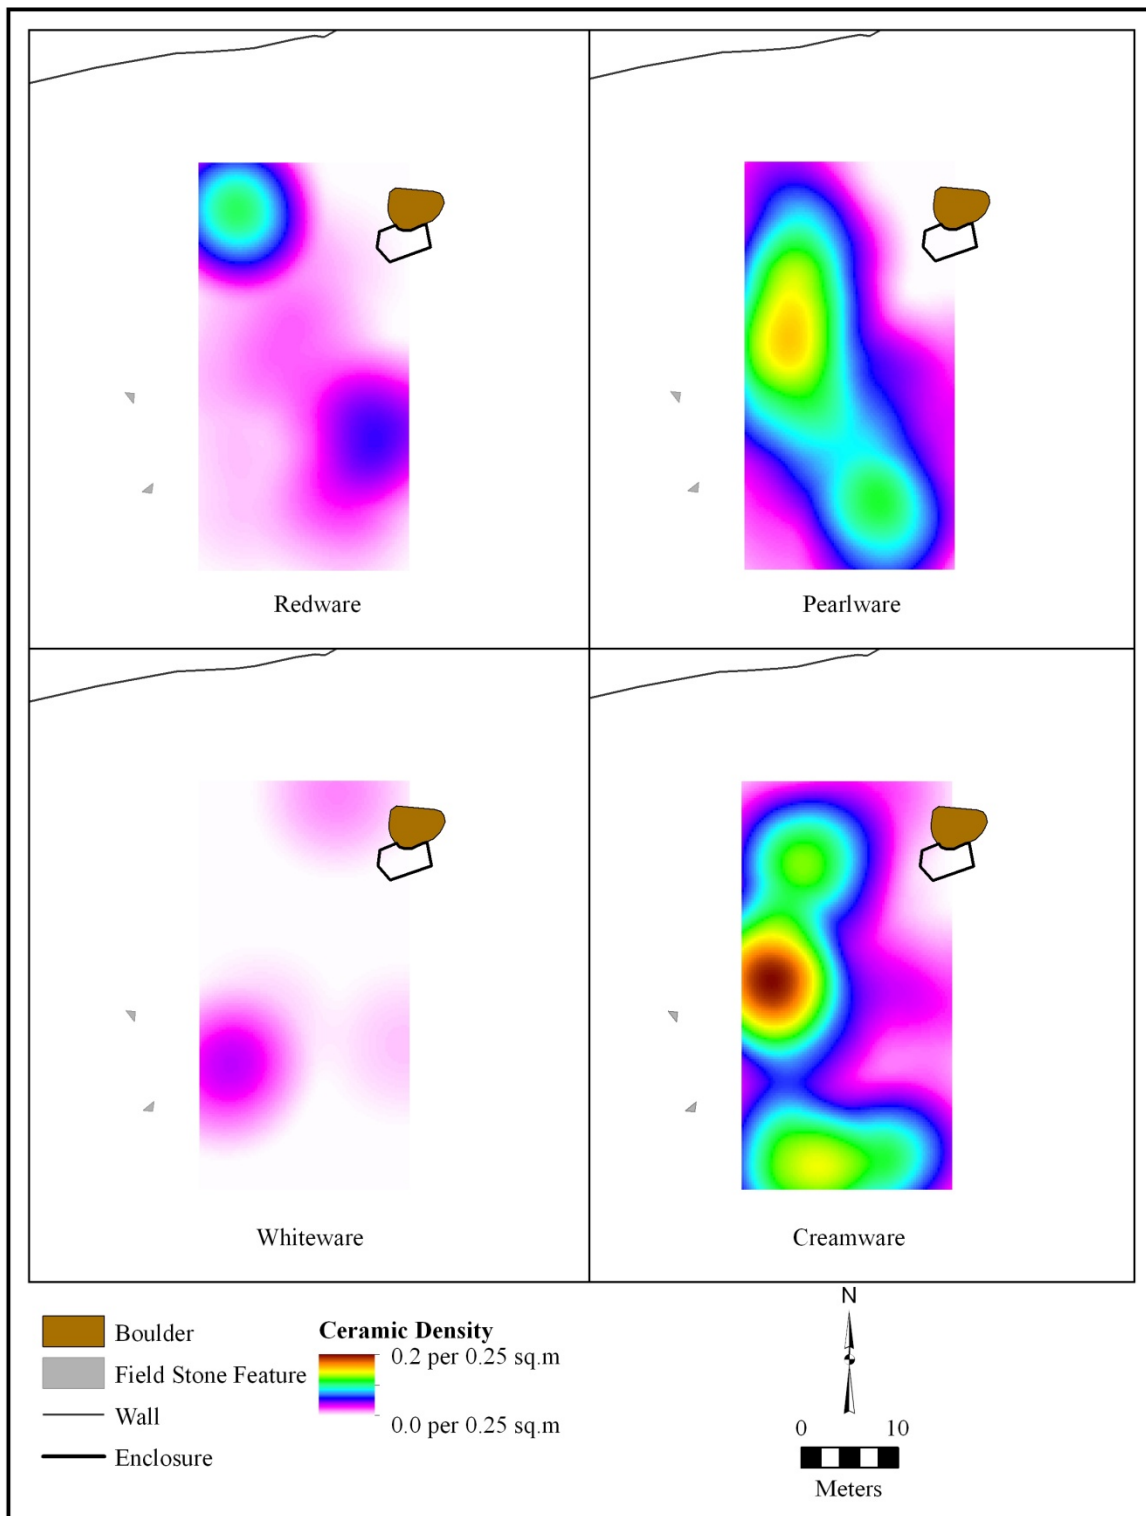 Redware
Pearlware
Whiteware
Creamware
Boulder
Field Stone Feature
Wall
Enclosure
Ceramic Density
0.2 per 0.25 sq.m
0.0 per 0.25 sq.m
N
0 10
Meters